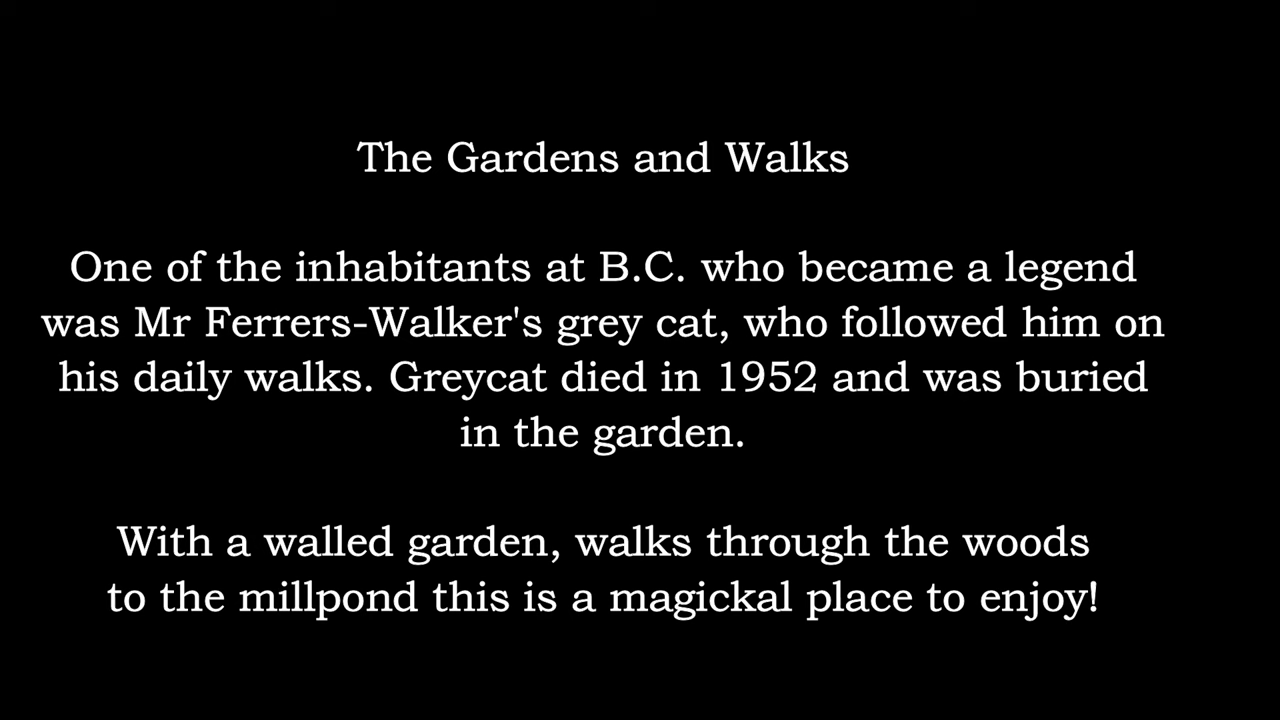 The Gardens and Walks
One of the inhabitants at B.C. who became a legend
was Mr Ferrers-Walker's grey cat, who followed him on
his daily walks. Greycat died in 1952 and was buried
in the garden.
With a walled garden, walks through the woods
to the millpond this is a magickal place to enjoy!